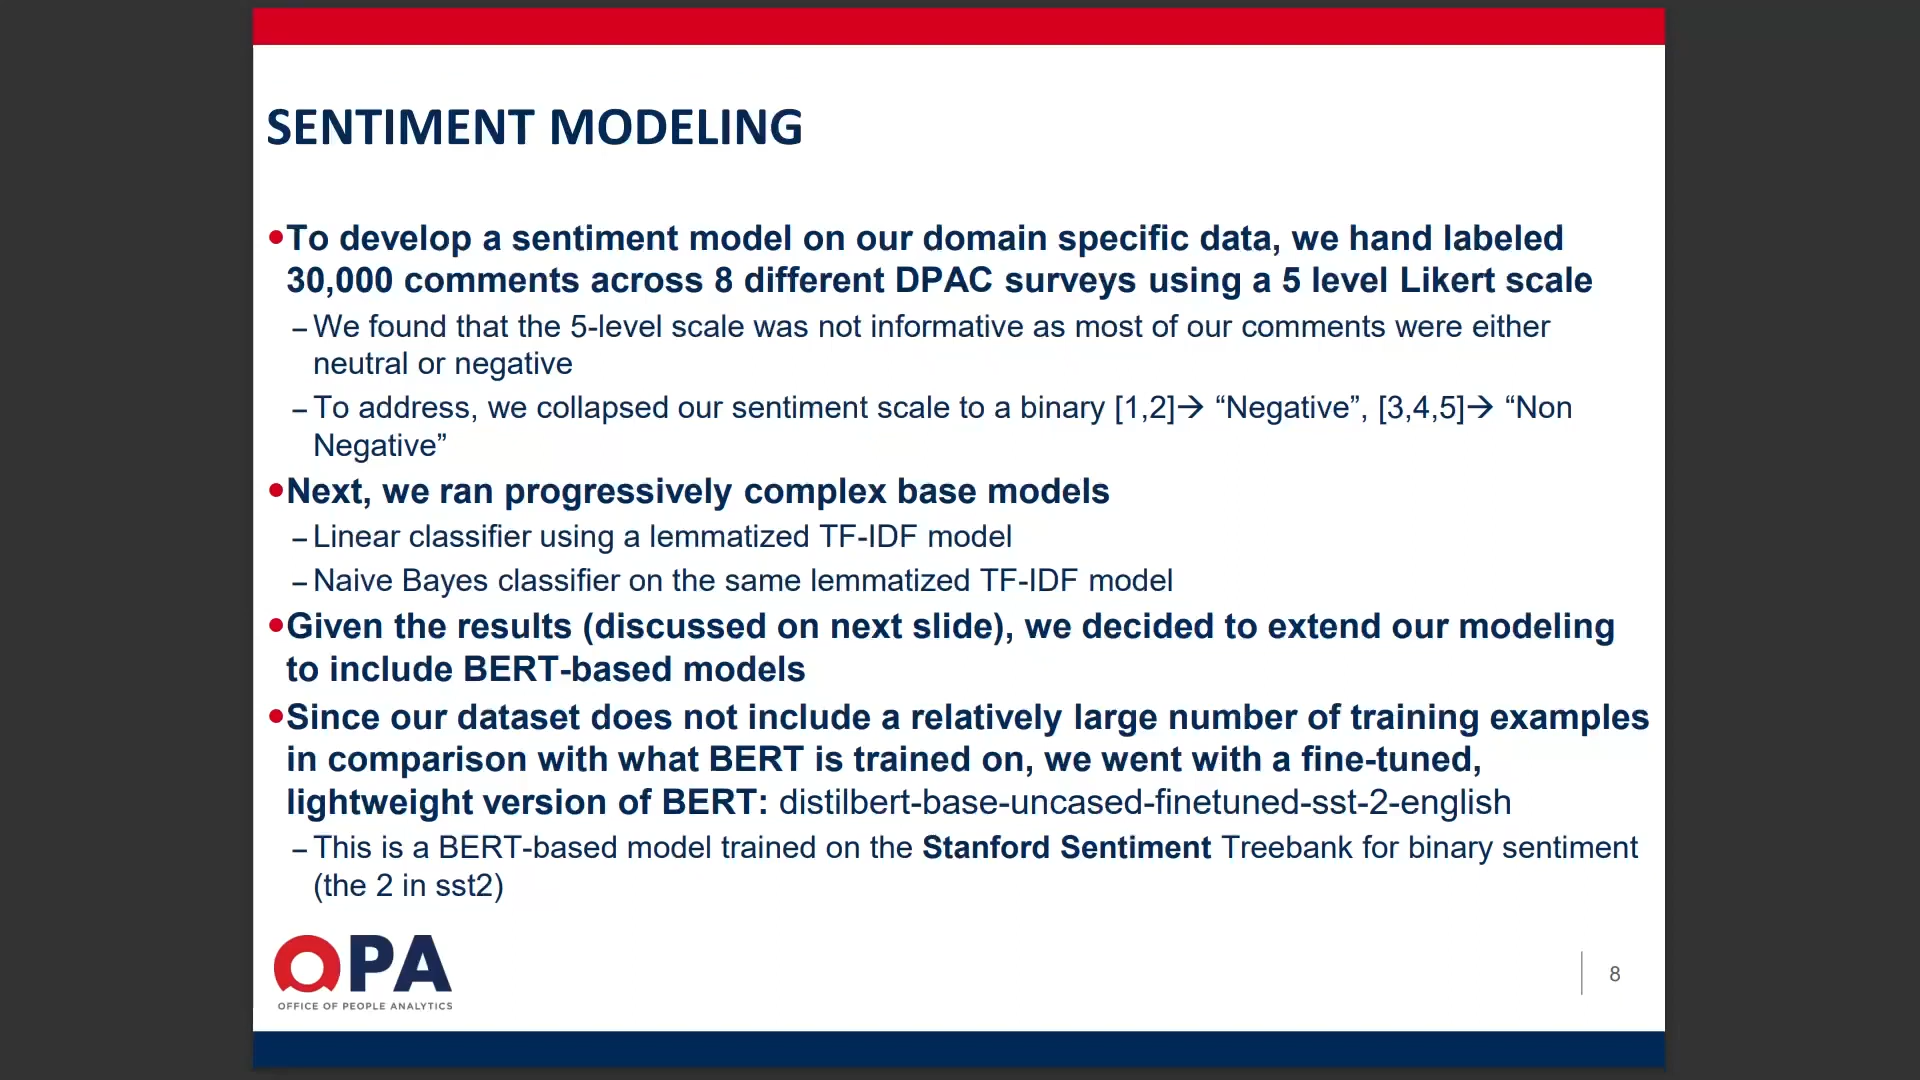 SENTIMENT MODELING
•To develop a sentiment model on our domain specific data, we hand labeled
30,000 comments across 8 different DPAC surveys using a 5 level Likert scale
–We found that the 5-level scale was not informative as most of our comments were either
neutral or negative
–To address, we collapsed our sentiment scale to a binary [1,2]→ “Negative”, [3,4,5]→ “Non
Negative”
•Next, we ran progressively complex base models
–Linear classifier using a lemmatized TF-IDF model
–Naive Bayes classifier on the same lemmatized TF-IDF model
•Given the results (discussed on next slide), we decided to extend our modeling
to include BERT-based models
•Since our dataset does not include a relatively large number of training examples
in comparison with what BERT is trained on, we went with a fine-tuned,
lightweight version of BERT: distilbert-base-uncased-finetuned-sst-2-english
–This is a BERT-based model trained on the Stanford Sentiment Treebank for binary sentiment
(the 2 in sst2)
OPA
OFFICE OF PEOPLE ANALYTICS
8